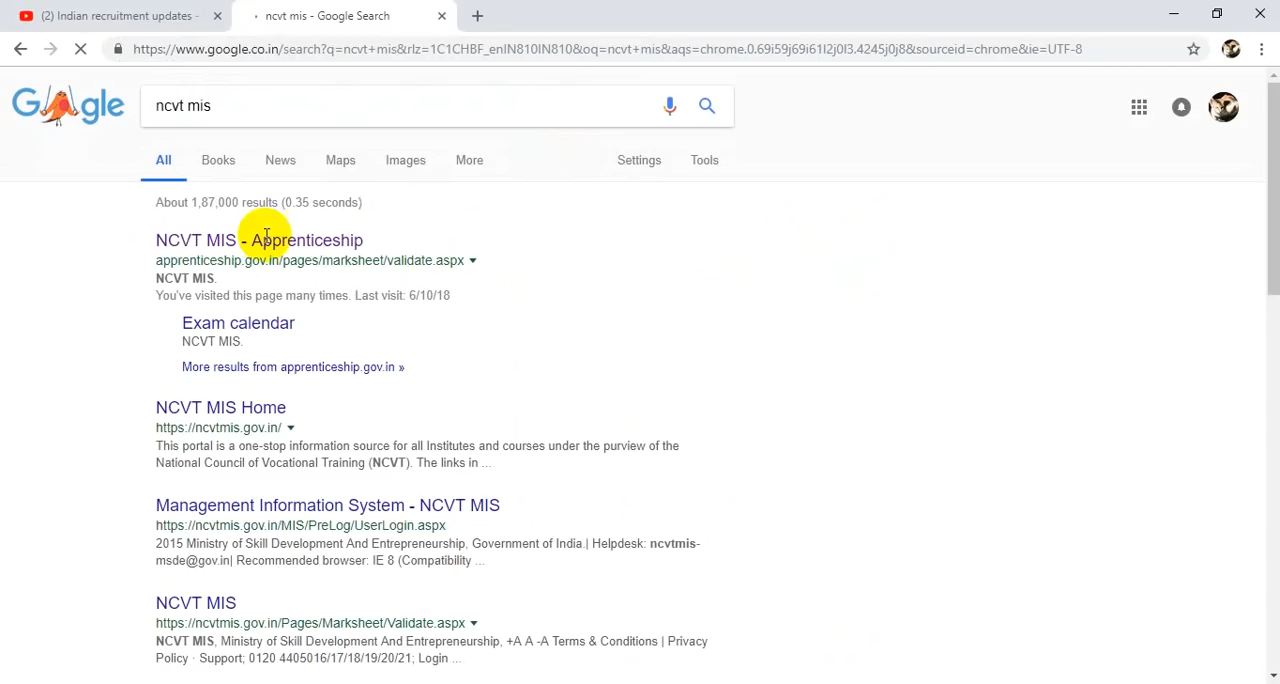 (2) Indian recruitment updates -
ncvt mis - Google Search
https://www.google.co.in/search?q=ncvt+mis&rlz=1C1CHBF_enIN810IN810&oq=ncvt+mis&aqs=chrome.0.69i59j69i61l2j0l3.4245j0j8&sourceid=chrome&ie=UTF-8
Google
ncvt mis
All Books News Maps Images More Settings Tools
About 1,87,000 results (0.35 seconds)
NCVT MIS - Apprenticeship
apprenticeship.gov.in/pages/marksheet/validate.aspx
NCVT MIS.
You've visited this page many times. Last visit: 6/10/18
Exam calendar
NCVT MIS.
More results from apprenticeship.gov.in »
NCVT MIS Home
https://ncvtmis.gov.in/
This portal is a one-stop information source for all Institutes and courses under the purview of the
National Council of Vocational Training (NCVT). The links in ...
Management Information System - NCVT MIS
https://ncvtmis.gov.in/MIS/PreLog/UserLogin.aspx
2015 Ministry of Skill Development And Entrepreneurship, Government of India.| Helpdesk: ncvtmis-
msde@gov.in| Recommended browser: IE 8 (Compatibility ...
NCVT MIS
https://ncvtmis.gov.in/Pages/Marksheet/Validate.aspx
NCVT MIS, Ministry of Skill Development And Entrepreneurship, +A A -A Terms & Conditions | Privacy
Policy · Support; 0120 4405016/17/18/19/20/21; Login ...